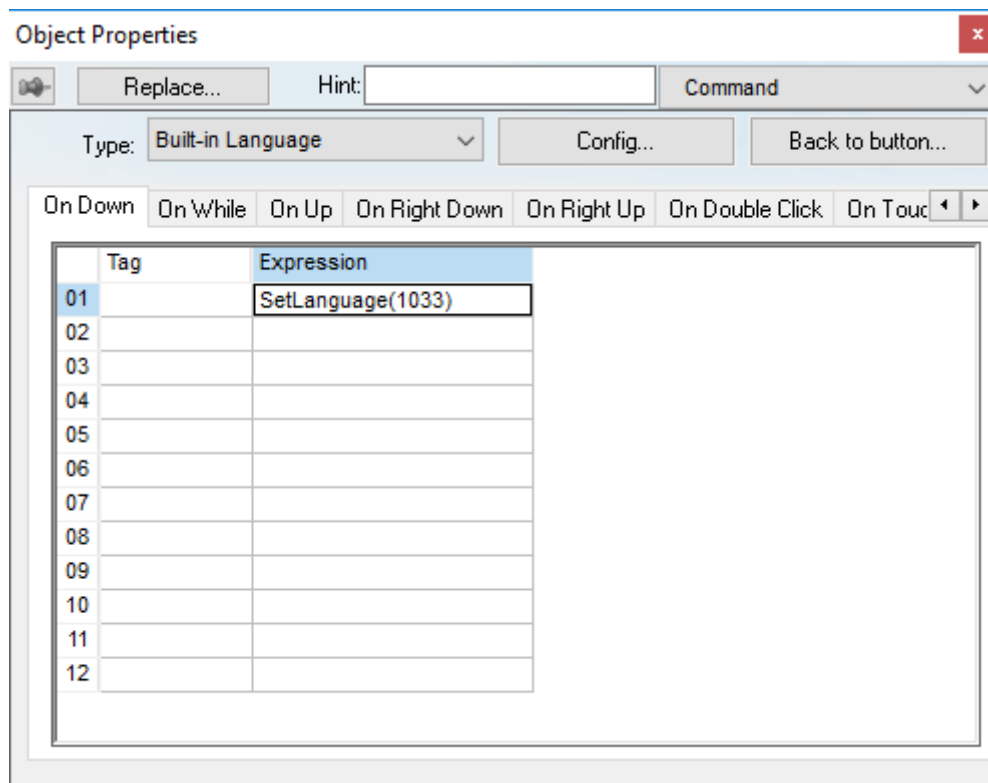 Object Properties x
Replace... Hint: Command
Type: Built-in Language Config... Back to button...
On Down On While On Up On Right Down On Right Up On Double Click On Touc
Tag Expression
01 SetLanguage(1033)
02
03
04
05
06
07
08
09
10
11
12